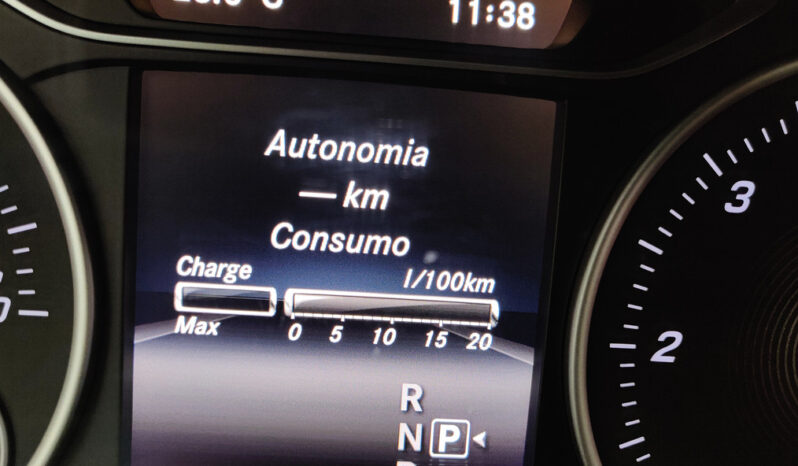 11:38
Autonomia
— km
Consumo
Charge
l/100km
Max
0 5 10 15 20
R
N P
3
2